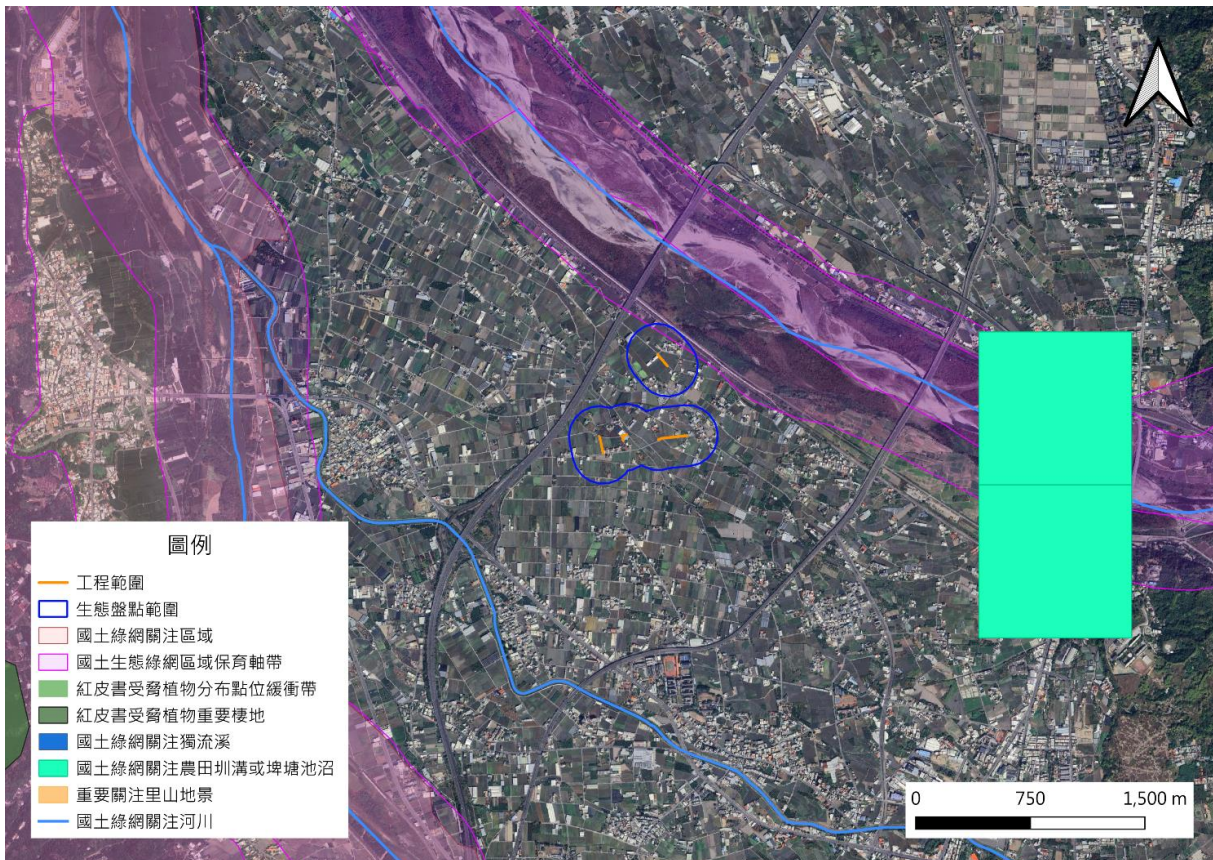 圖例
工程範圍
生態盤點範圍
國土綠網關注區域
國土生態綠網區域保育軸帶
紅皮書受脅植物分布點位緩衝帶
紅皮書受脅植物重要棲地
國土綠網關注獨流溪
國土綠網關注農田圳溝或埤塘池沼
重要關注里山地景
國土綠網關注河川
0 750 1,500 m